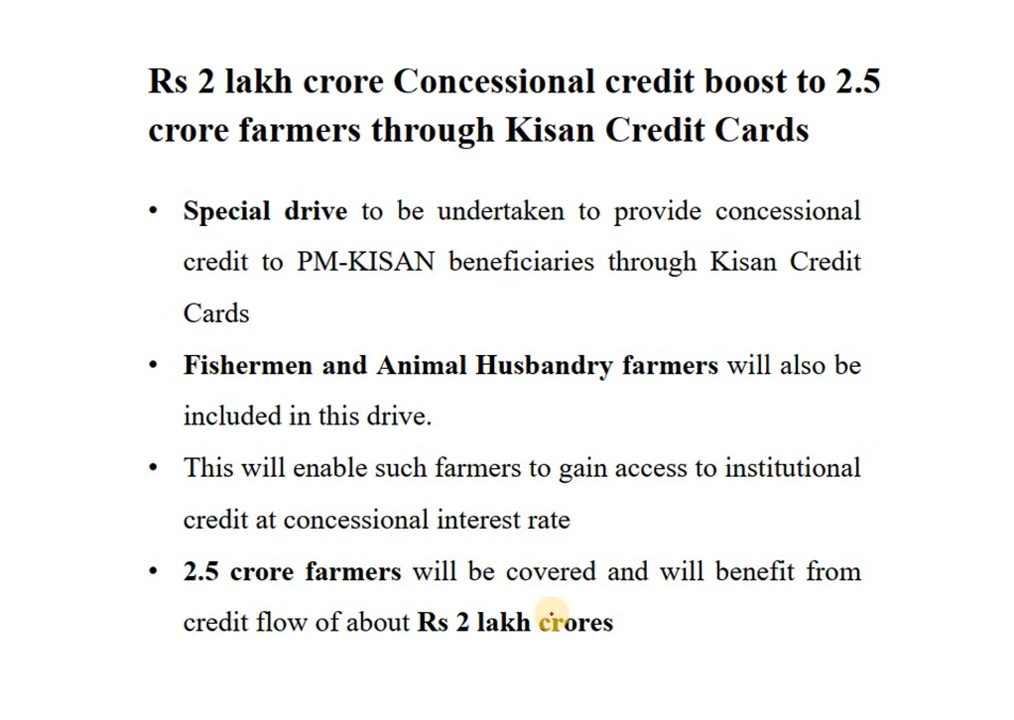 Rs 2 lakh crore Concessional credit boost to 2.5
crore farmers through Kisan Credit Cards
• Special drive to be undertaken to provide concessional
credit to PM-KISAN beneficiaries through Kisan Credit
Cards
• Fishermen and Animal Husbandry farmers will also be
included in this drive.
• This will enable such farmers to gain access to institutional
credit at concessional interest rate
• 2.5 crore farmers will be covered and will benefit from
credit flow of about Rs 2 lakh crores